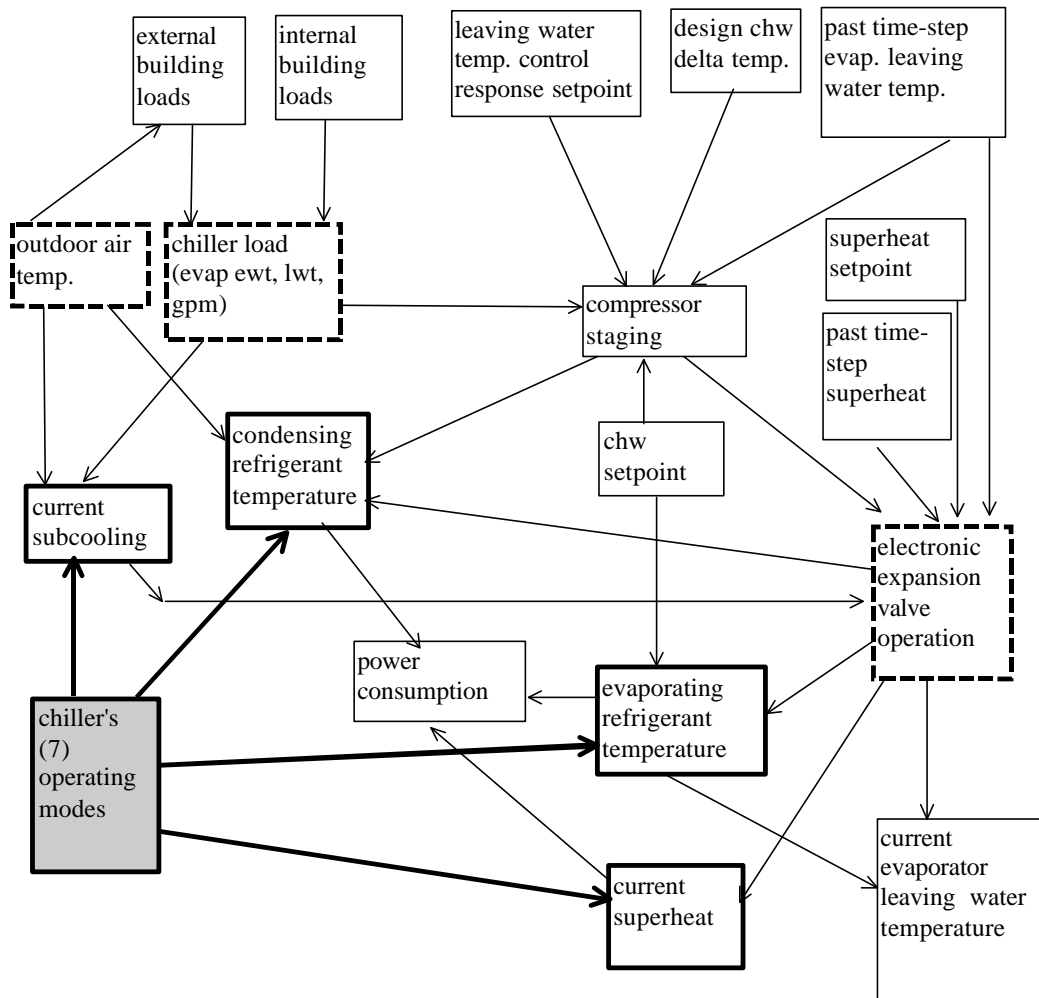 external
building
loads
internal
building
loads
leaving water
temp. control
response setpoint
design chw
delta temp.
past time-step
evap. leaving
water temp.
outdoor air
temp.
chiller load
(evap ewt, lwt,
gpm)
superheat
setpoint
compressor
staging
past time-
step
superheat
condensing
refrigerant
temperature
chw
setpoint
current
subcooling
electronic
expansion
valve
operation
power
consumption
evaporating
refrigerant
temperature
chiller's
(7)
operating
modes
current
superheat
current
evaporator
leaving water
temperature